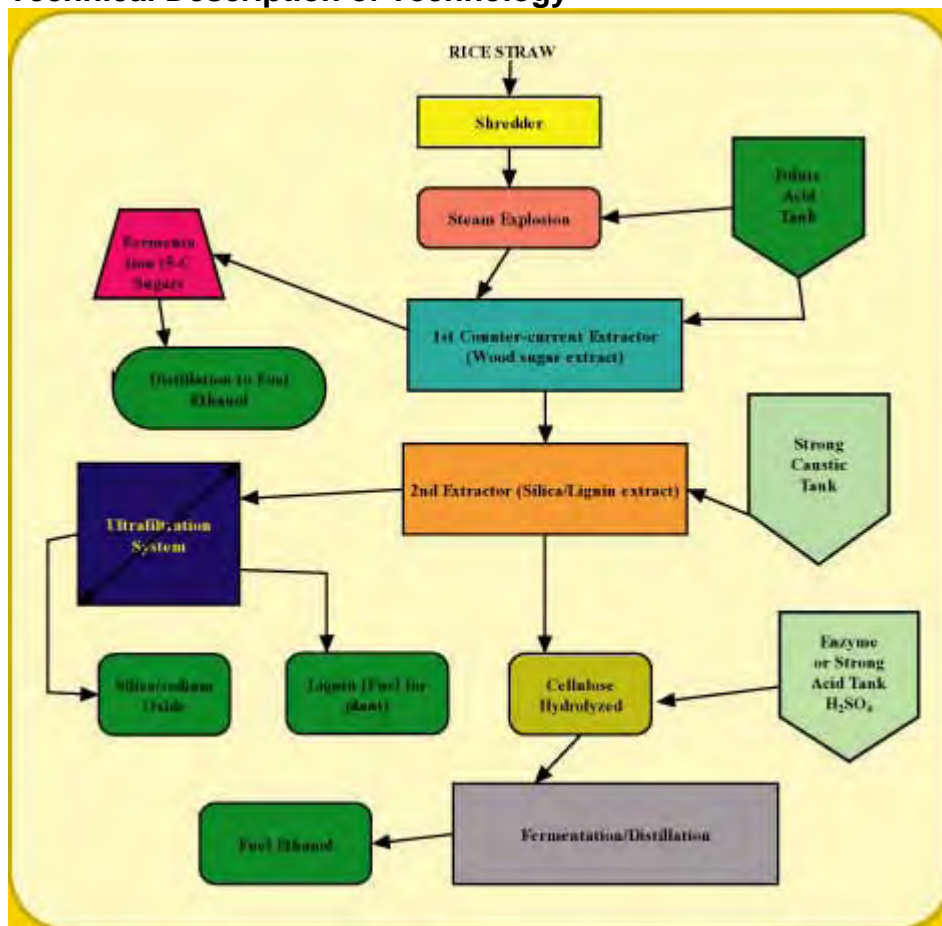 Technical Description of Technology
RICE STRAW
Shredder
Dilute
Acid
Tank
Steam Explosion
Fermenta
tion (5-C
Sugars
1st Counter-current Extractor
(Wood sugar extract)
Distillation to Fuel
Ethanol
Strong
Caustic
Tank
2nd Extractor (Silica/Lignin extract)
Ultrafiltration
System
Enzyme
or Strong
Acid Tank
H₂SO₄
Silica/sodium
Oxide
Lignin (Fuel for
plant)
Cellulose
Hydrolyzed
Fermentation/Distillation
Fuel Ethanol